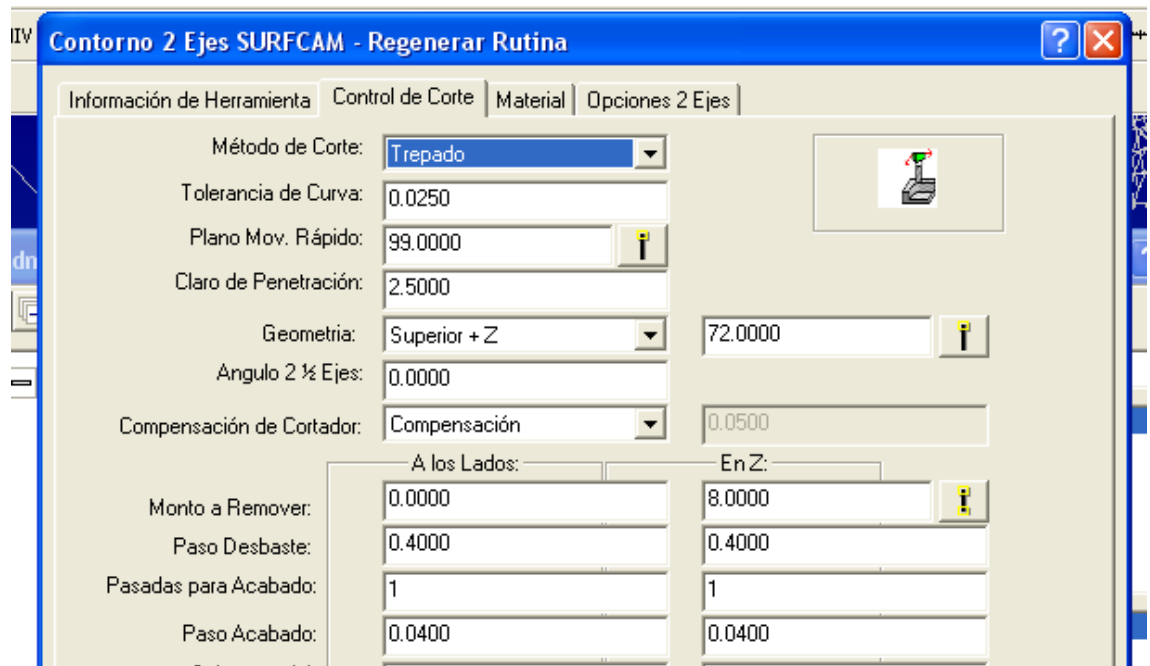 IIV
Contorno 2 Ejes SURFCAM - Regenerar Rutina
Información de Herramienta Control de Corte Material Opciones 2 Ejes
Método de Corte: Trepado
Tolerancia de Curva: 0.0250
Plano Mov. Rápido: 99.0000
Claro de Penetración: 2.5000
Geometria: Superior + Z 72.0000
Angulo 2 ½ Ejes: 0.0000
Compensación de Cortador: Compensación 0.0500
A los Lados: En Z:
Monto a Remover: 0.0000 8.0000
Paso Desbaste: 0.4000 0.4000
Pasadas para Acabado: 1 1
Paso Acabado: 0.0400 0.0400